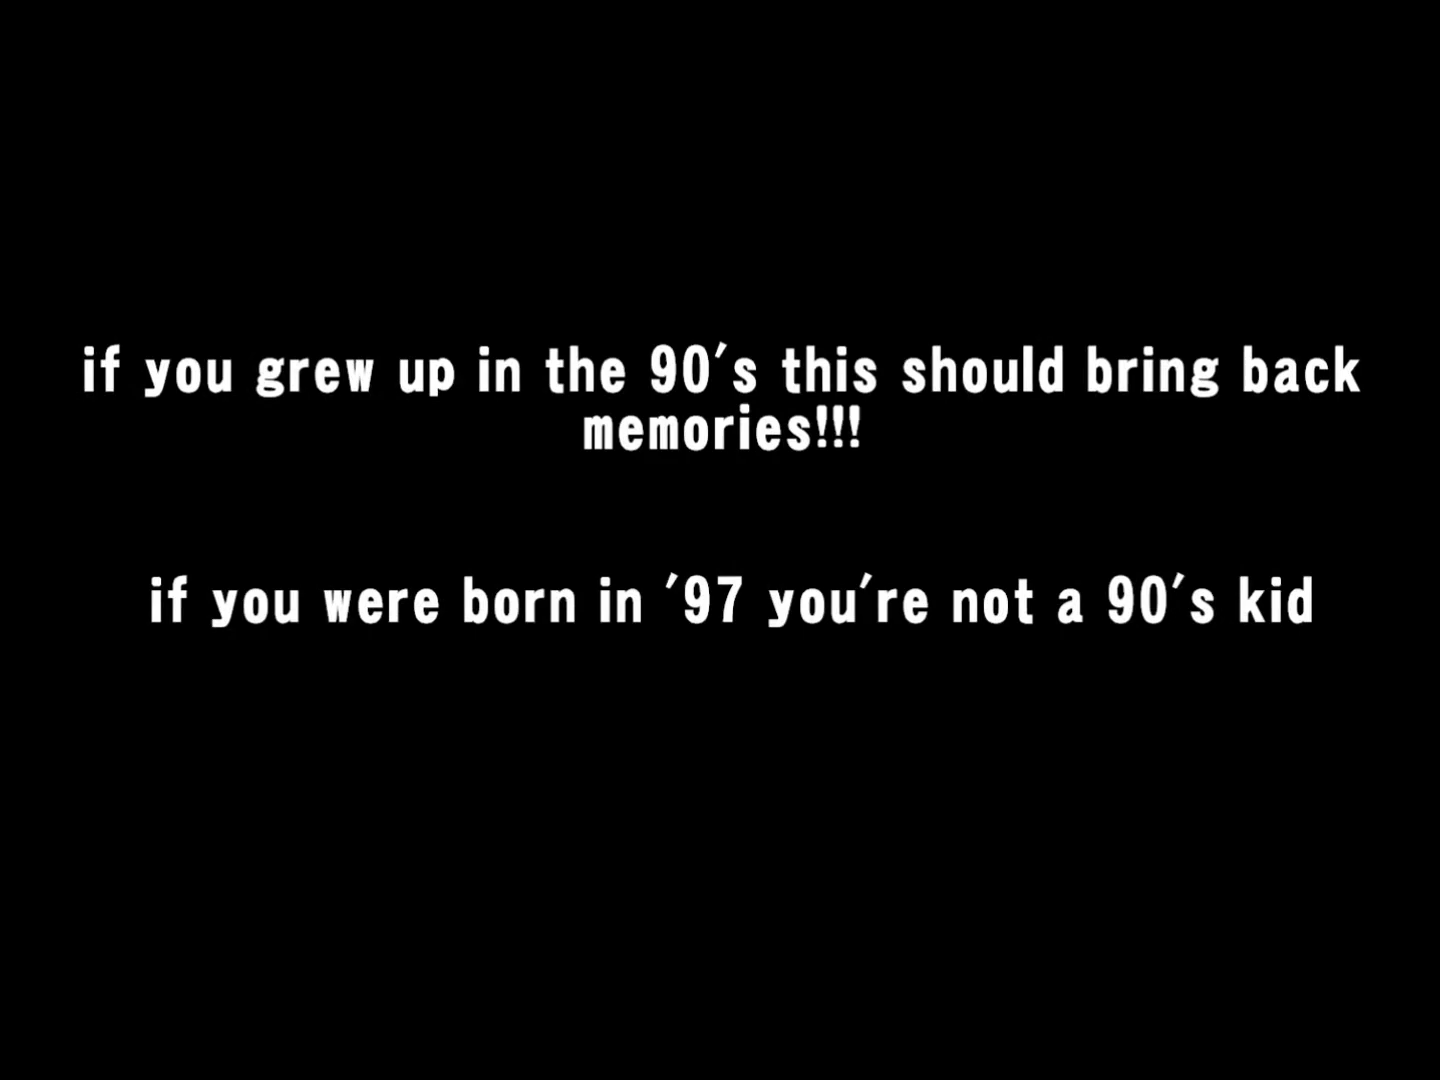 if you grew up in the 90's this should bring back
memories!!!
if you were born in '97 you're not a 90's kid